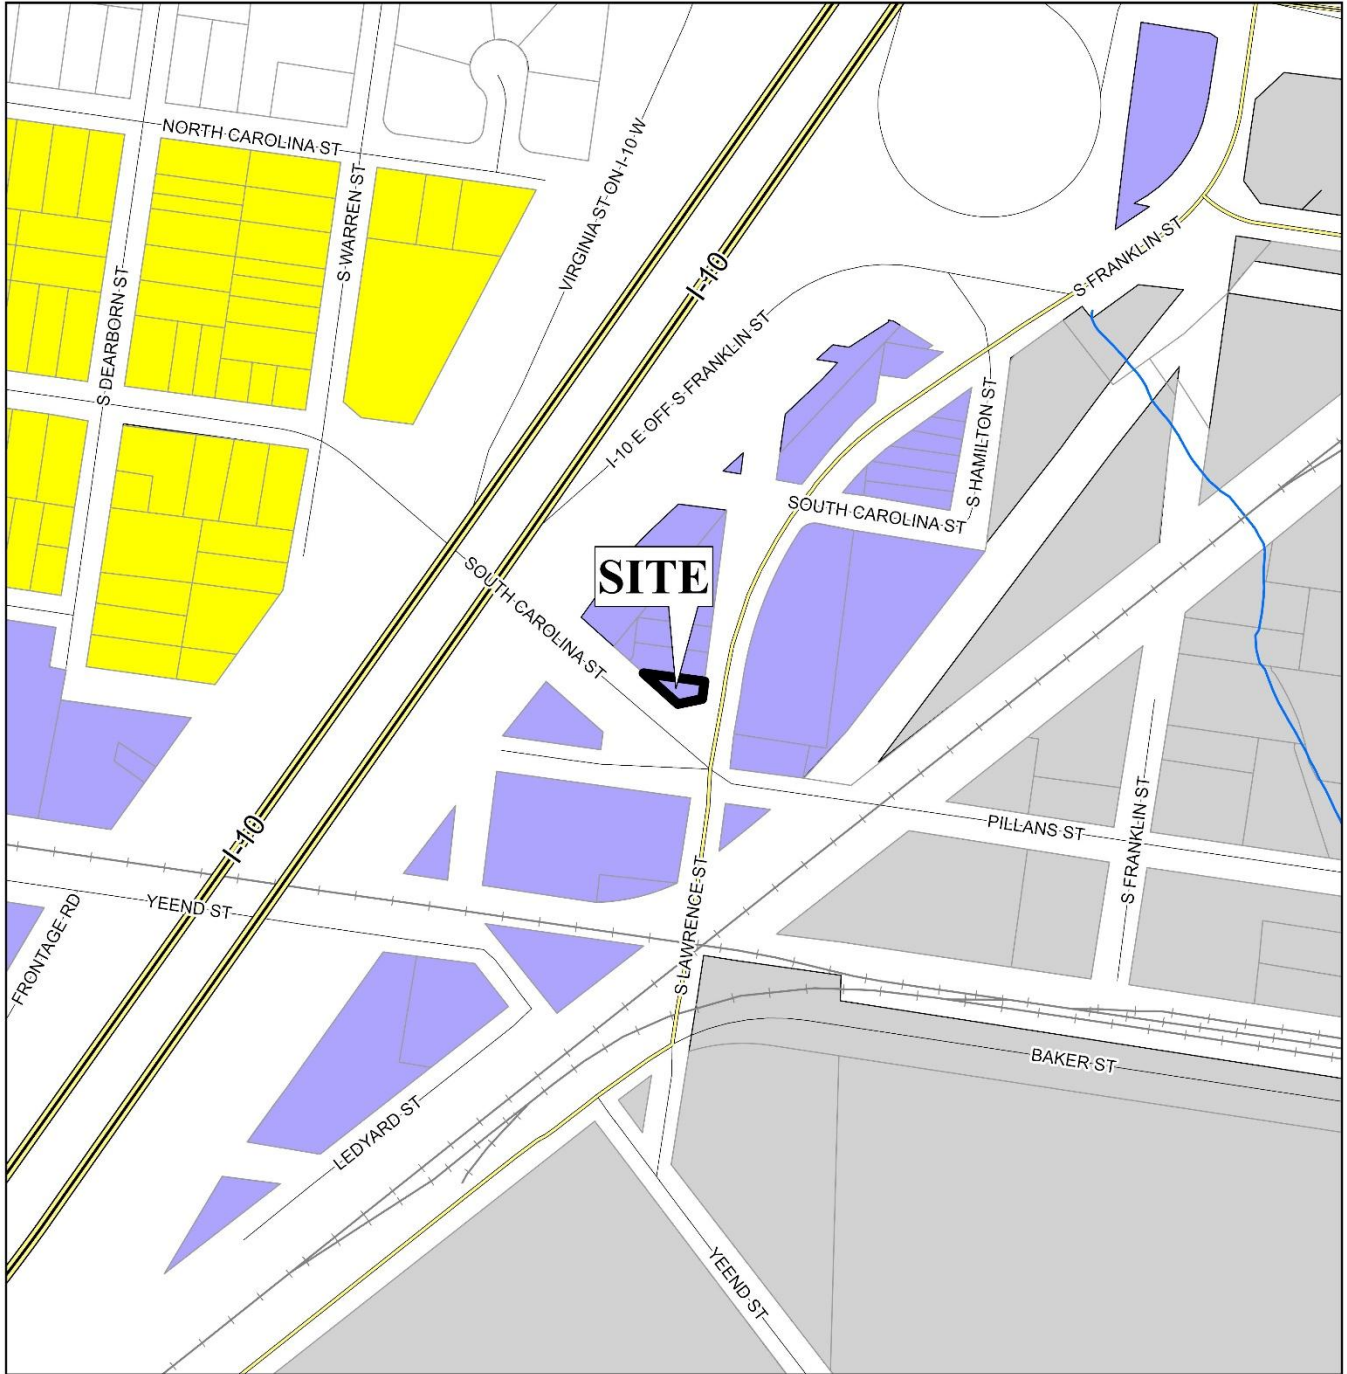 NORTH CAROLINA ST
S WARREN ST
VIRGINIA ST ON I-10 W
S DEARBORN ST
I-10
S FRANKLIN ST
I-10 E OFF S FRANKLIN ST
S HAMILTON ST
SOUTH CAROLINA ST
SITE
SOUTH CAROLINA ST
I-10
PILLANS ST
S FRANKLIN ST
YEEND ST
S LAWRENCE ST
FRONTAGE RD
BAKER ST
LEDYARD ST
YEEND ST